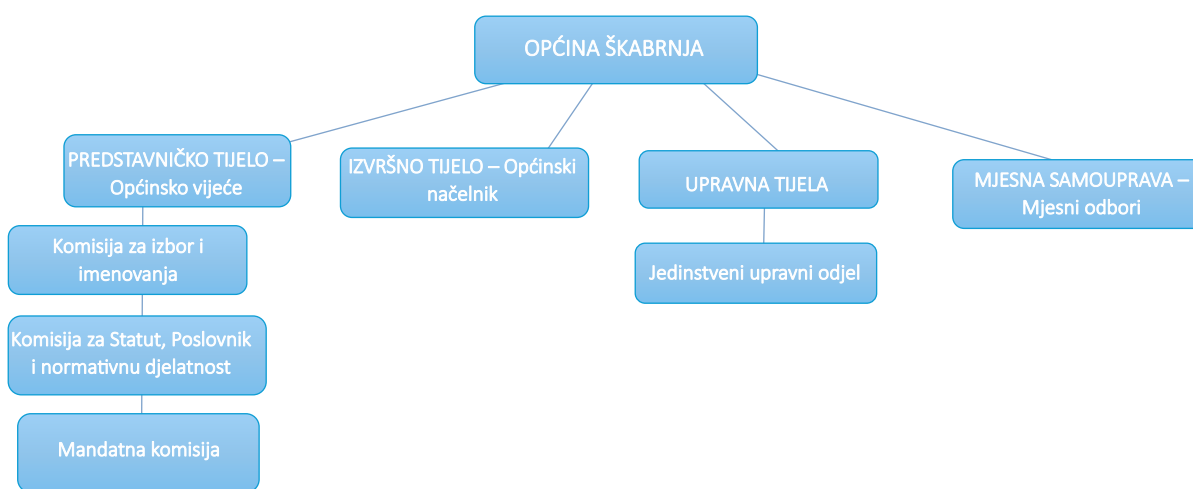 OPĆINA ŠKABRNJA
PREDSTAVNIČKO TIJELO –
Općinsko vijeće
IZVRŠNO TIJELO – Općinski
načelnik
UPRAVNA TIJELA
MJESNA SAMOUPRAVA –
Mjesni odbori
Komisija za izbor i
imenovanja
Jedinstveni upravni odjel
Komisija za Statut, Poslovnik
i normativnu djelatnost
Mandatna komisija